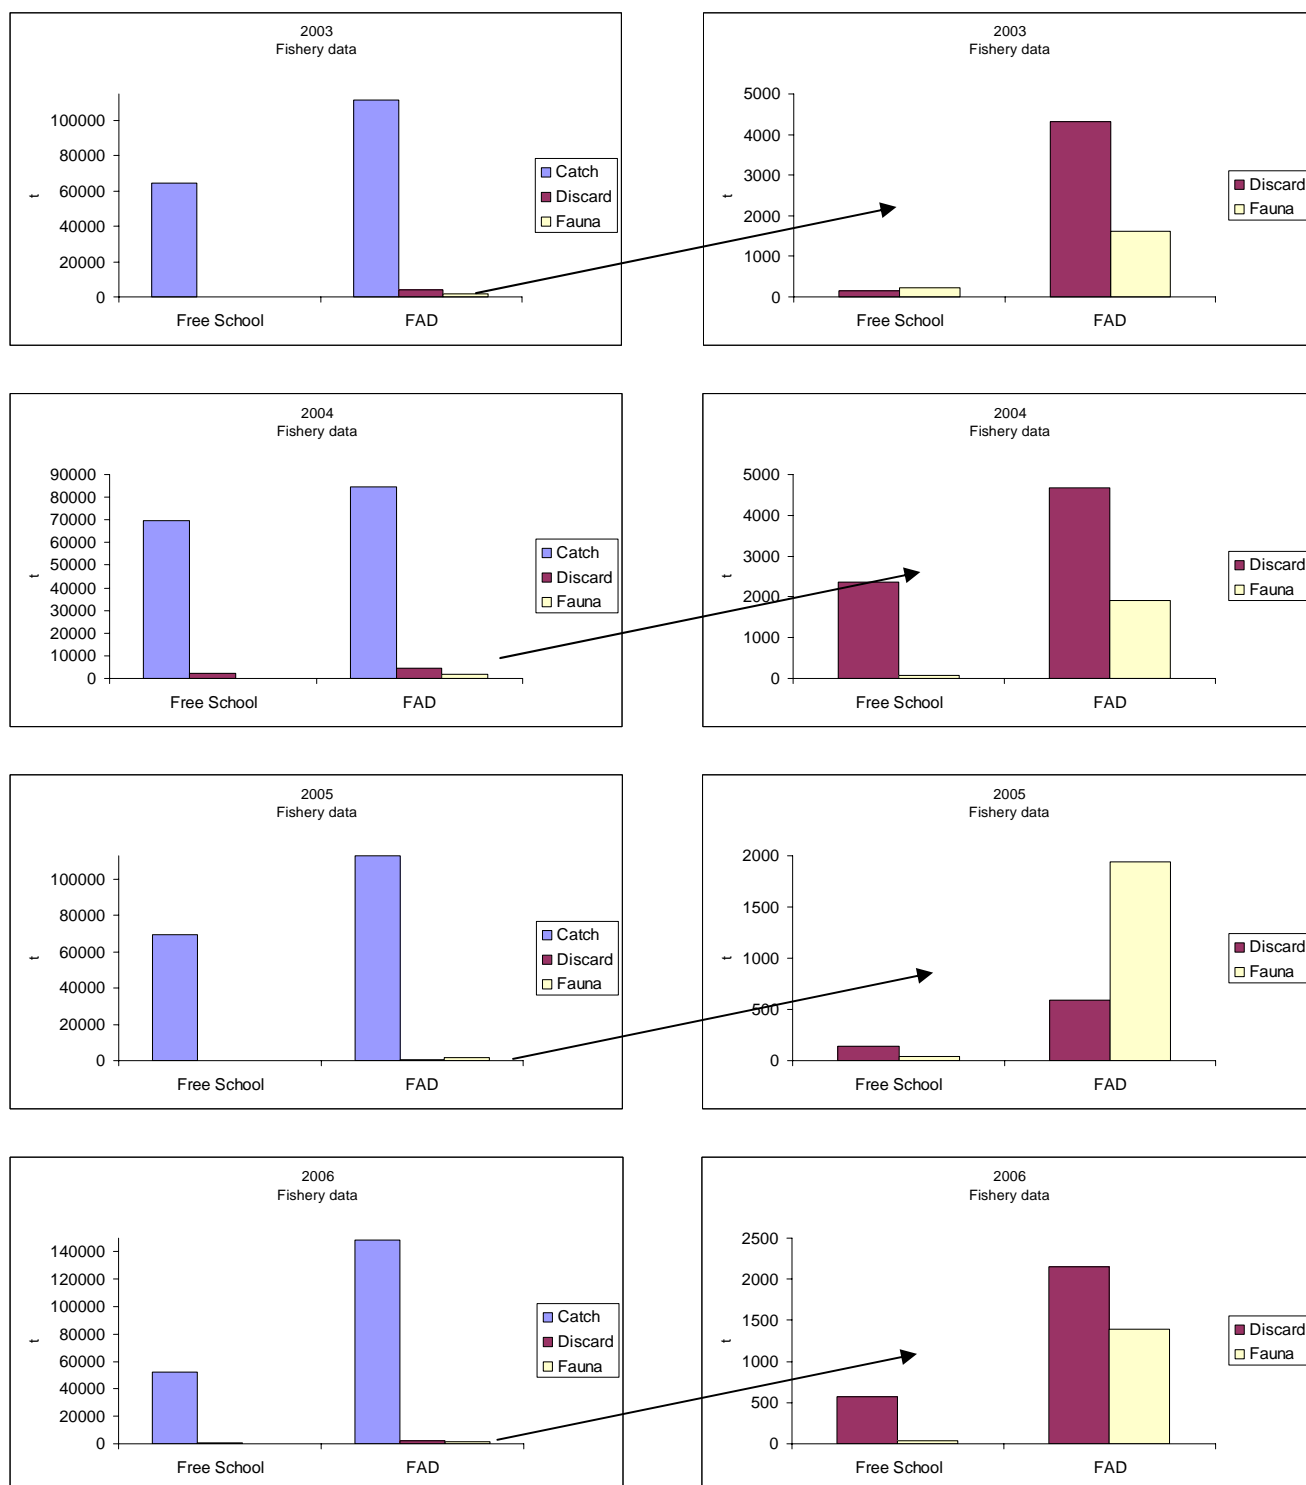 2003
Fishery data
100000
80000
60000
40000
20000
0
t
Free School
FAD
Catch
Discard
Fauna
2003
Fishery data
5000
4000
3000
2000
1000
0
t
Free School
FAD
Discard
Fauna
2004
Fishery data
90000
80000
70000
60000
50000
40000
30000
20000
10000
0
t
Free School
FAD
Catch
Discard
Fauna
2004
Fishery data
5000
4000
3000
2000
1000
0
t
Free School
FAD
Discard
Fauna
2005
Fishery data
100000
80000
60000
40000
20000
0
t
Free School
FAD
Catch
Discard
Fauna
2005
Fishery data
2000
1500
1000
500
0
t
Free School
FAD
Discard
Fauna
2006
Fishery data
140000
120000
100000
80000
60000
40000
20000
0
t
Free School
FAD
Catch
Discard
Fauna
2006
Fishery data
2500
2000
1500
1000
500
0
t
Free School
FAD
Discard
Fauna